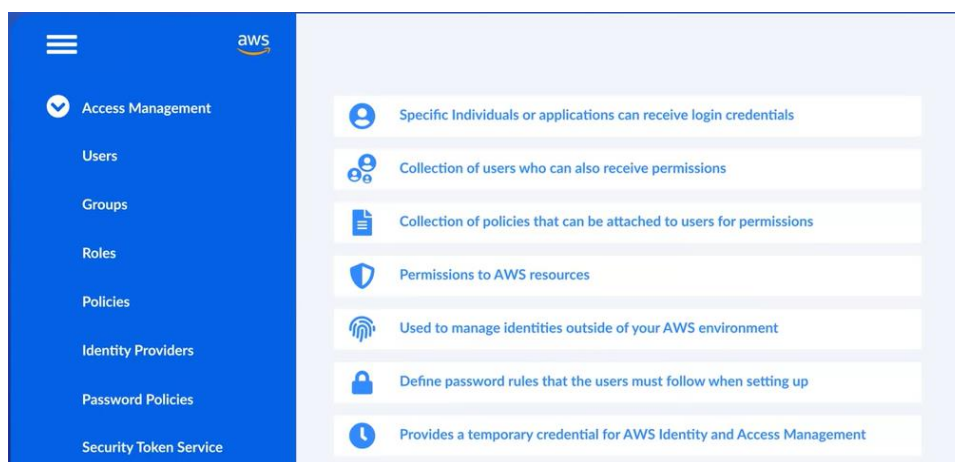 aws
Access Management
Users
Groups
Roles
Policies
Identity Providers
Password Policies
Security Token Service
Specific Individuals or applications can receive login credentials
Collection of users who can also receive permissions
Collection of policies that can be attached to users for permissions
Permissions to AWS resources
Used to manage identities outside of your AWS environment
Define password rules that the users must follow when setting up
Provides a temporary credential for AWS Identity and Access Management